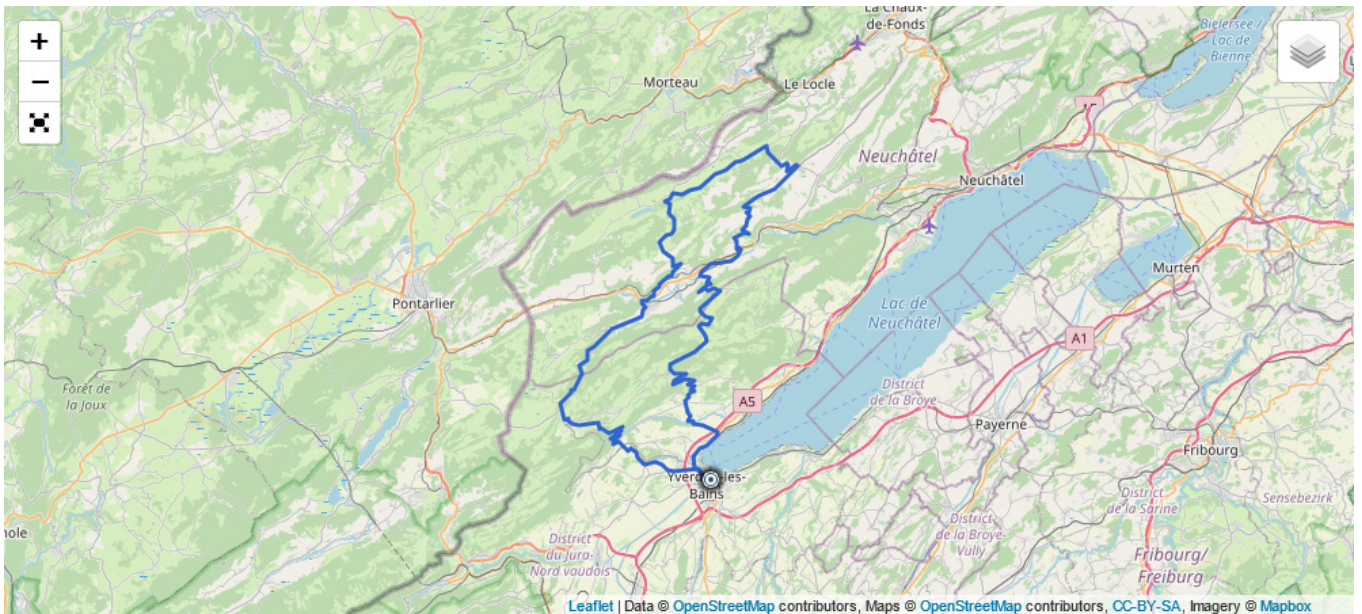 +
−
La Chaux-
de-Fonds
Bielersee /
Lac de
Bienne
Morteau
Le Locle
Neuchâtel
Neuchâtel
Pontarlier
Murten
Lac de
Neuchâtel
A1
Forêt de
la Joux
A5
District
de la Broye
Payerne
Fribourg
Yverdon-les-
Bains
Sensebezirk
District
de la Sarine
District
de la Broye-
Vully
District
du Jura-
Nord vaudois
Fribourg/
Freiburg
Leaflet | Data © OpenStreetMap contributors, Maps © OpenStreetMap contributors, CC-BY-SA, Imagery © Mapbox